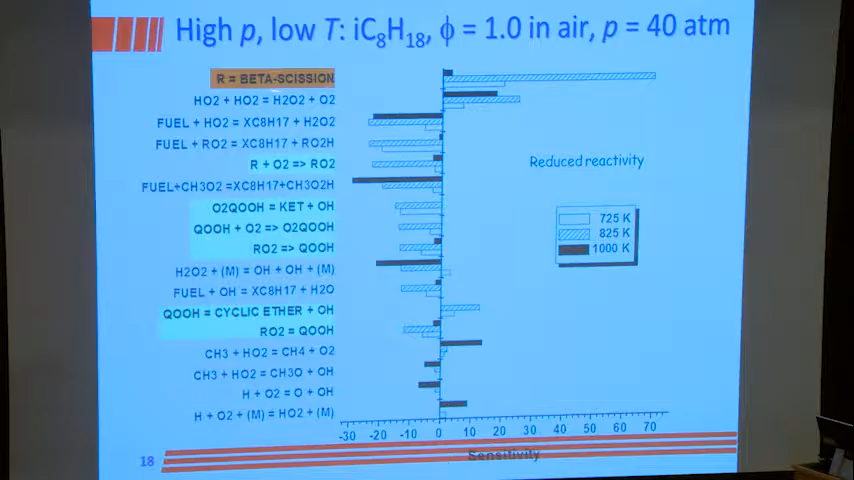 High p, low T: iC8H18, ϕ = 1.0 in air, p = 40 atm
R = BETA-SCISSION
HO2 + HO2 = H2O2 + O2
FUEL + HO2 = XC8H17 + H2O2
FUEL + RO2 = XC8H17 + RO2H
R + O2 => RO2
FUEL+CH3O2 =XC8H17+CH3O2H
O2QOOH = KET + OH
QOOH + O2 => O2QOOH
RO2 => QOOH
H2O2 + (M) = OH + OH + (M)
FUEL + OH = XC8H17 + H2O
QOOH = CYCLIC ETHER + OH
RO2 = QOOH
CH3 + HO2 = CH4 + O2
CH3 + HO2 = CH3O + OH
H + O2 = O + OH
H + O2 + (M) = HO2 + (M)
Reduced reactivity
725 K
825 K
1000 K
-30 -20 -10 0 10 20 30 40 50 60 70
Sensitivity
18